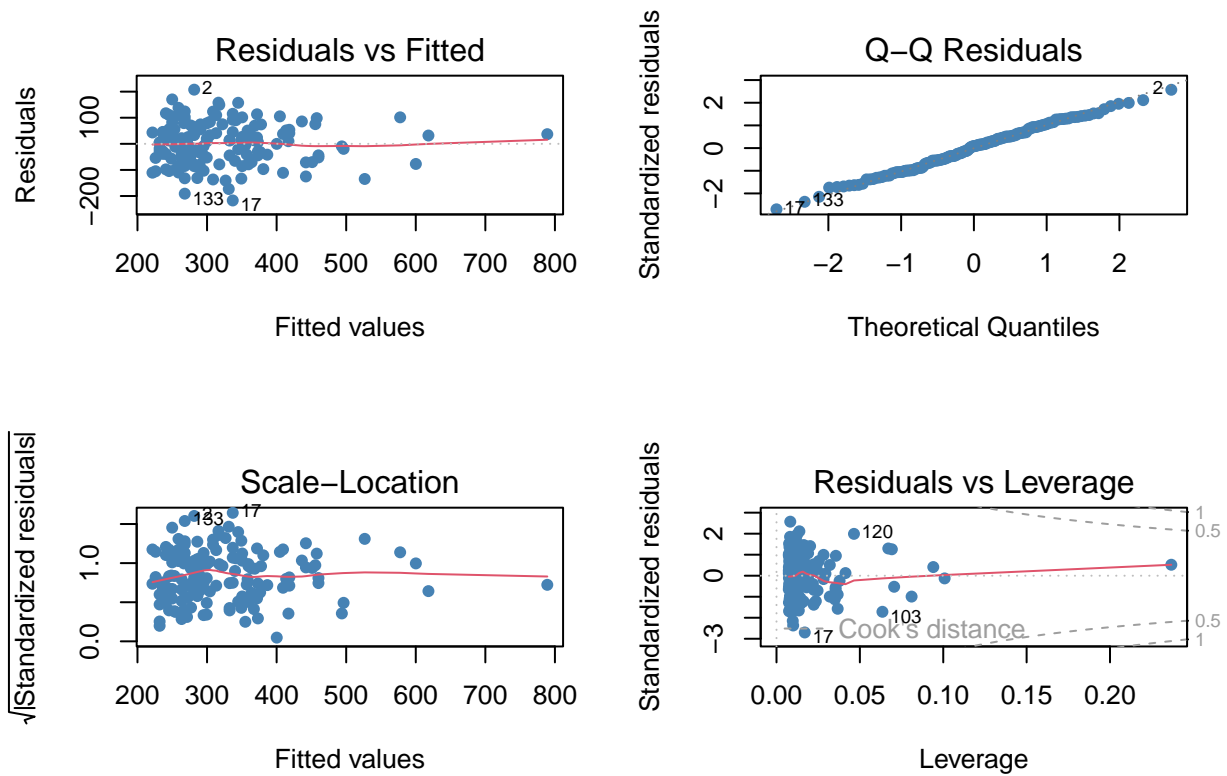 Residuals vs Fitted
Residuals
100
−200
2
133
17
200 300 400 500 600 700 800
Fitted values
Q−Q Residuals
Standardized residuals
2
0
−2
2
133
17
−2 −1 0 1 2
Theoretical Quantiles
Scale−Location
√|Standardized residuals|
1.0
0.0
2
133
17
200 300 400 500 600 700 800
Fitted values
Residuals vs Leverage
Standardized residuals
2
0
−3
120
103
17
Cook's distance
1
0.5
0.5
1
0.00 0.05 0.10 0.15 0.20
Leverage